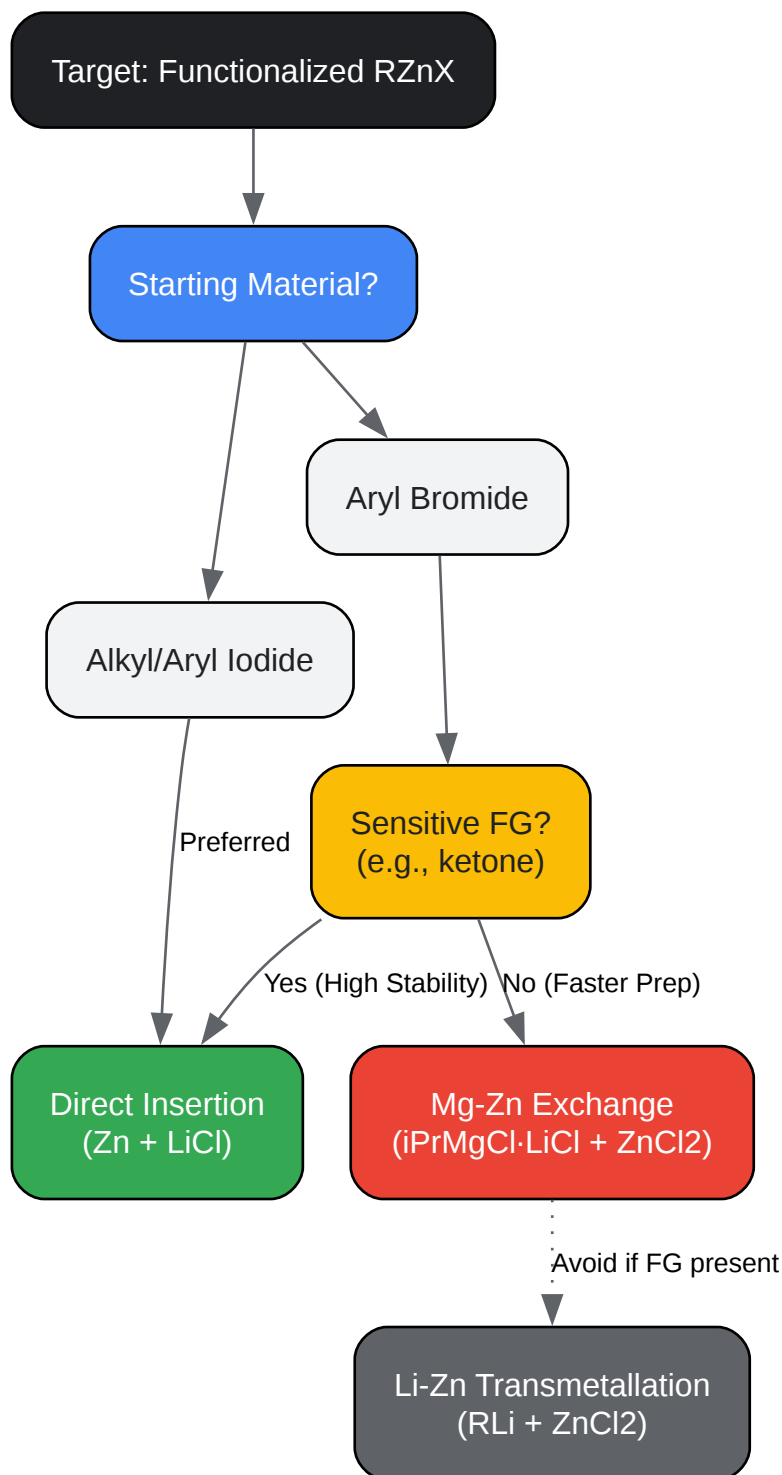 Target: Functionalized RZnX
Starting Material?
Aryl Bromide
Alkyl/Aryl Iodide
Sensitive FG?
(e.g., ketone)
Preferred
Yes (High Stability)
No (Faster Prep)
Direct Insertion
(Zn + LiCl)
Mg-Zn Exchange
(iPrMgCl·LiCl + ZnCl2)
Avoid if FG present
Li-Zn Transmetallation
(RLi + ZnCl2)